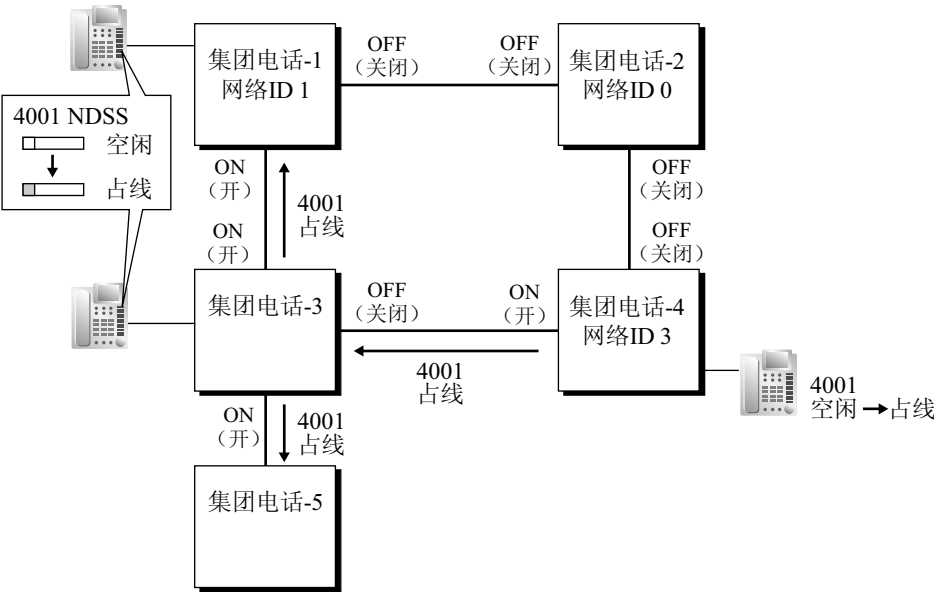 集团电话-1
网络ID 1
OFF
（关闭）
OFF
（关闭）
集团电话-2
网络ID 0
4001 NDSS
空闲
占线
ON
（开）
4001
占线
ON
（开）
OFF
（关闭）
OFF
（关闭）
集团电话-3
OFF
（关闭）
ON
（开）
集团电话-4
网络ID 3
4001
占线
4001
空闲
占线
ON
（开）
4001
占线
集团电话-5